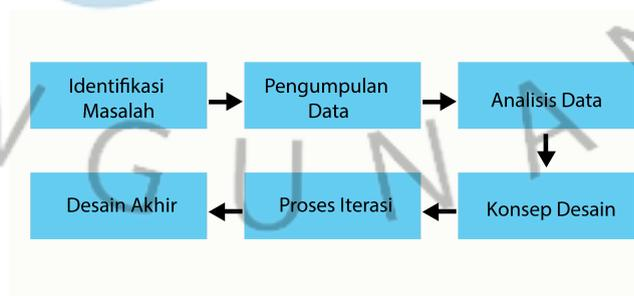 Identifikasi
Masalah
Pengumpulan
Data
Analisis Data
Desain Akhir
Proses Iterasi
Konsep Desain